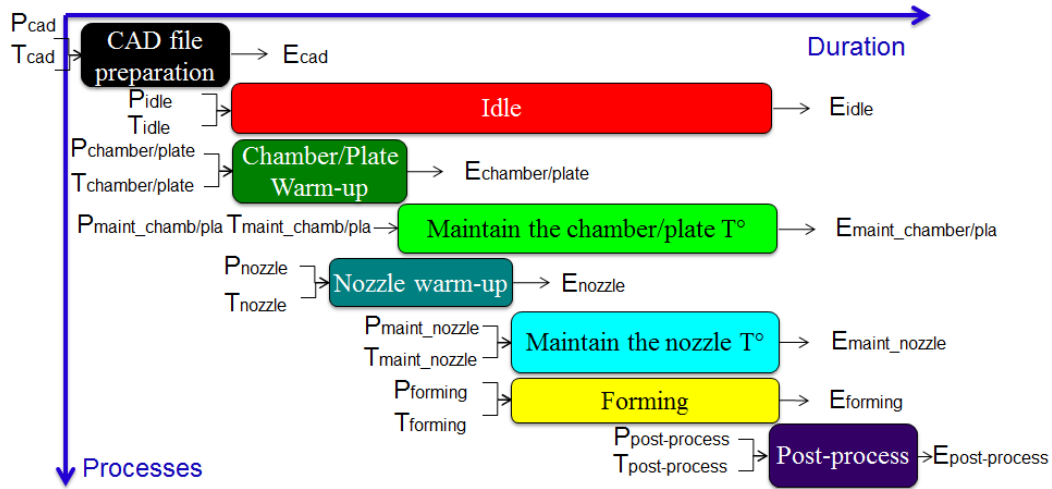 Pcad
Tcad
CAD file
preparation
Ecad
Duration
Pidle
Tidle
Idle
Eidle
Pchamber/plate
Tchamber/plate
Chamber/Plate
Warm-up
Echamber/plate
Pmaint_chamb/pla Tmaint_chamb/pla
Maintain the chamber/plate T°
Emaint_chamber/pla
Pnozzle
Tnozzle
Nozzle warm-up
Enozzle
Pmaint_nozzle
Tmaint_nozzle
Maintain the nozzle T°
Emaint_nozzle
Pforming
Tforming
Forming
Eforming
Ppost-process
Tpost-process
Post-process
Epost-process
Processes